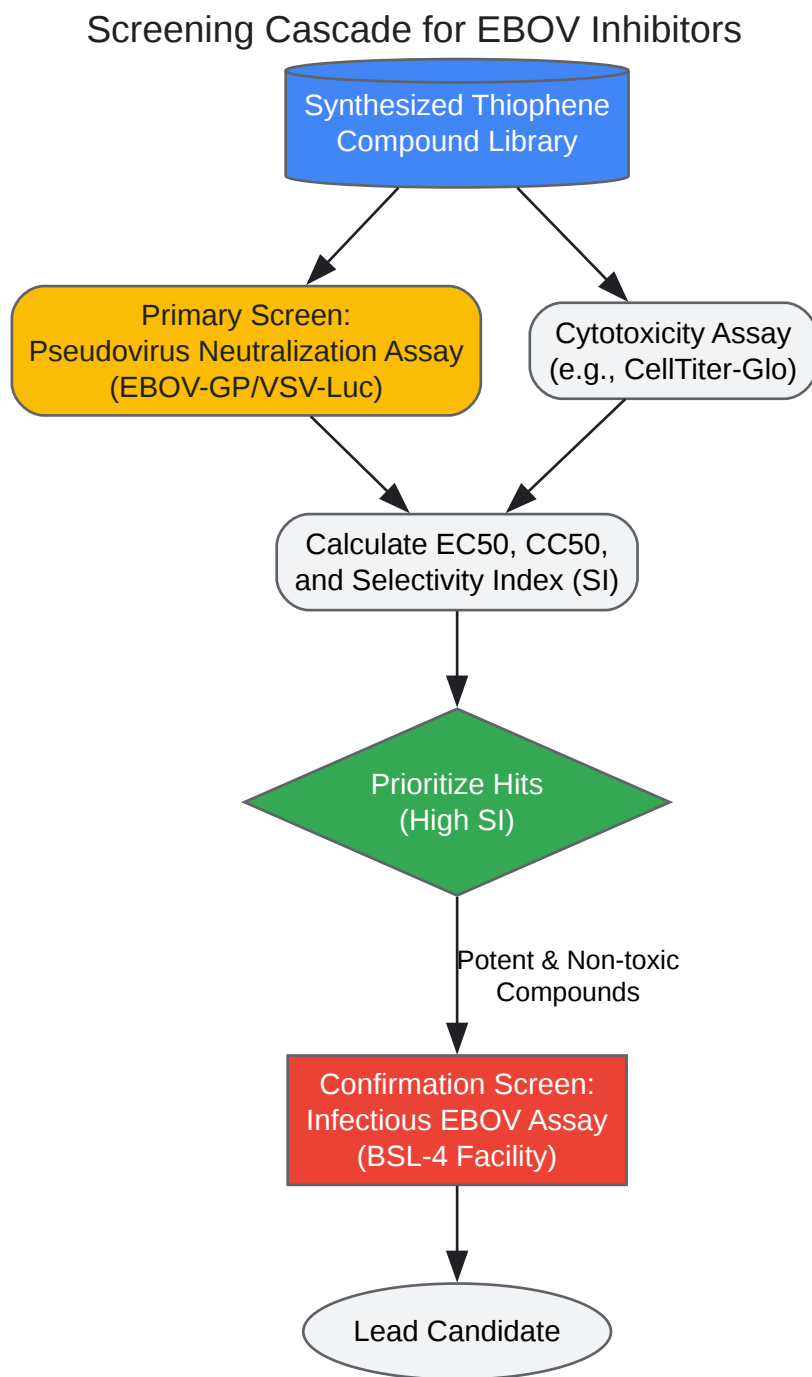 Screening Cascade for EBOV Inhibitors
Synthesized Thiophene
Compound Library
Primary Screen:
Pseudovirus Neutralization Assay
(EBOV-GP/VSV-Luc)
Cytotoxicity Assay
(e.g., CellTiter-Glo)
Calculate EC50, CC50,
and Selectivity Index (SI)
Prioritize Hits
(High SI)
Potent & Non-toxic
Compounds
Confirmation Screen:
Infectious EBOV Assay
(BSL-4 Facility)
Lead Candidate